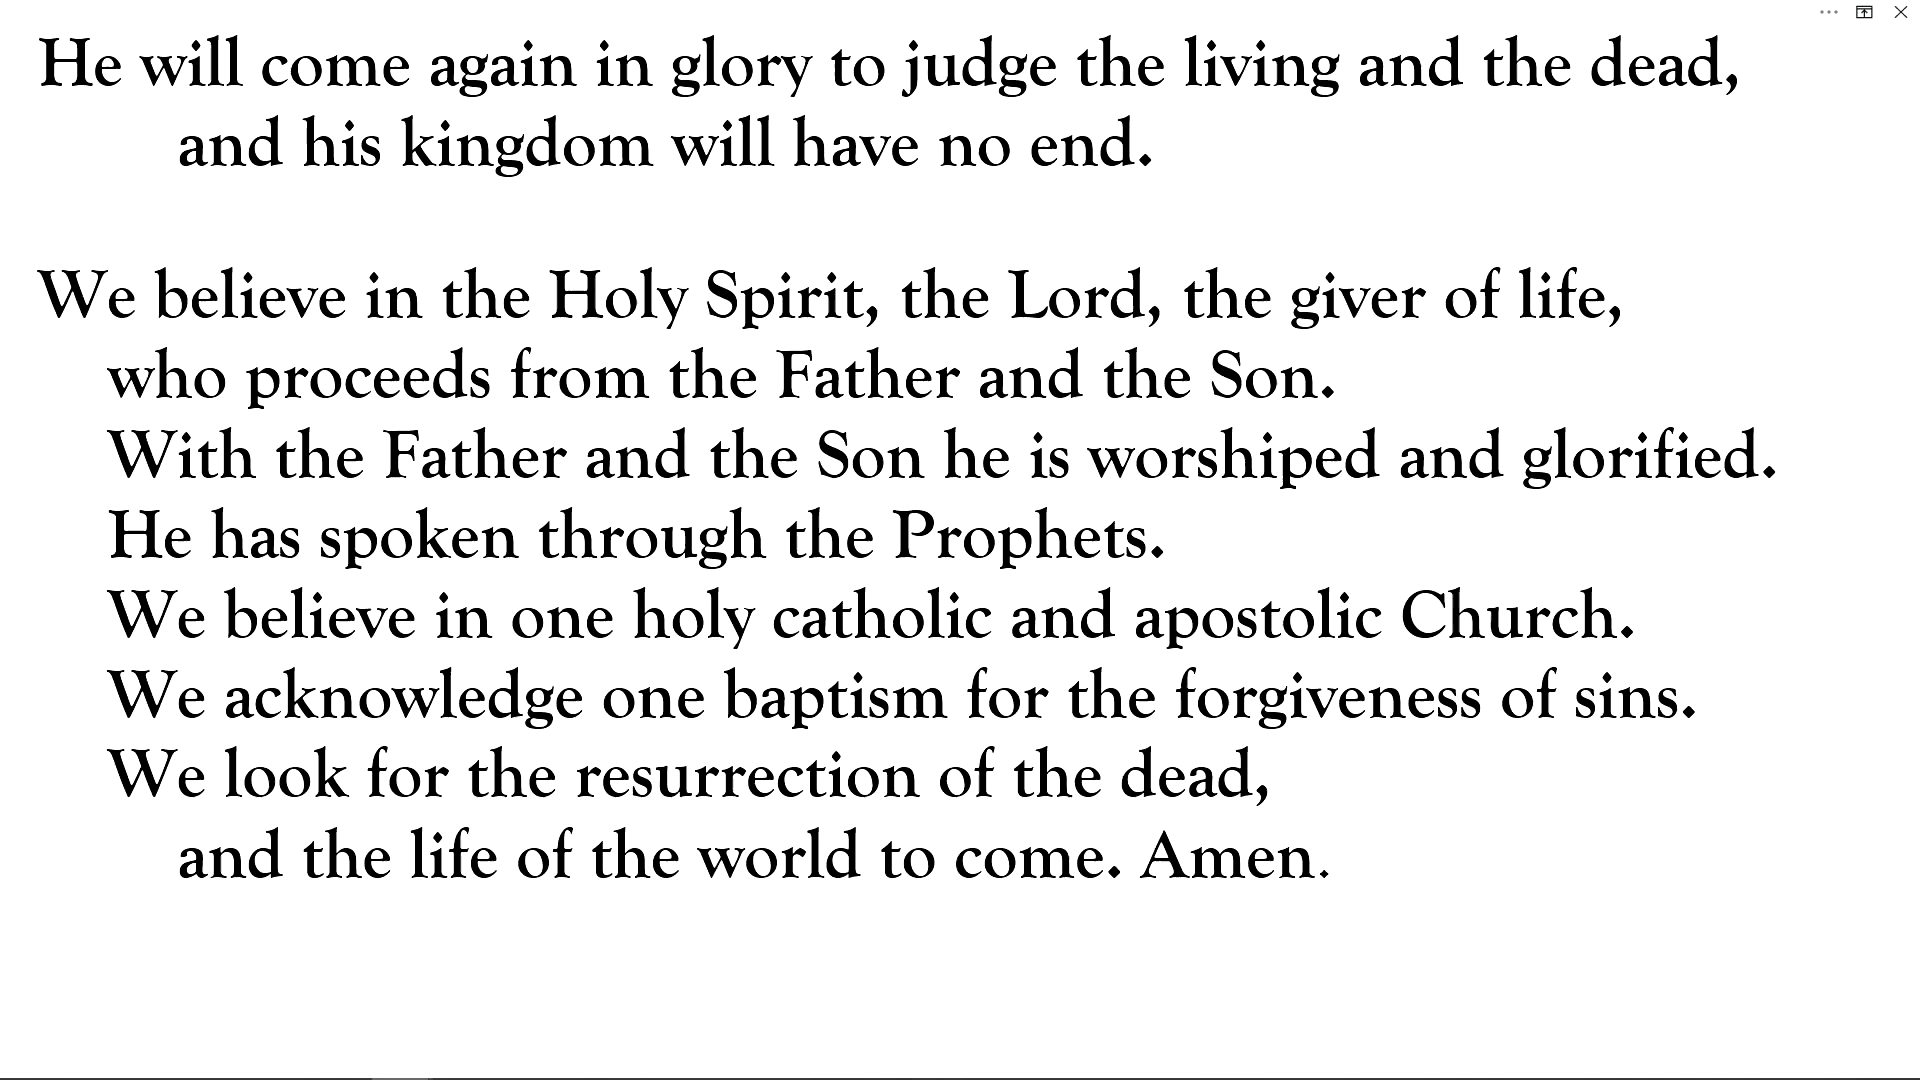 He will come again in glory to judge the living and the dead,
and his kingdom will have no end.
We believe in the Holy Spirit, the Lord, the giver of life,
who proceeds from the Father and the Son.
With the Father and the Son he is worshiped and glorified.
He has spoken through the Prophets.
We believe in one holy catholic and apostolic Church.
We acknowledge one baptism for the forgiveness of sins.
We look for the resurrection of the dead,
and the life of the world to come. Amen.